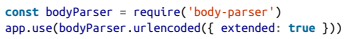 const bodyParser = require('body-parser')
app.use(bodyParser.urlencoded({ extended: true }))